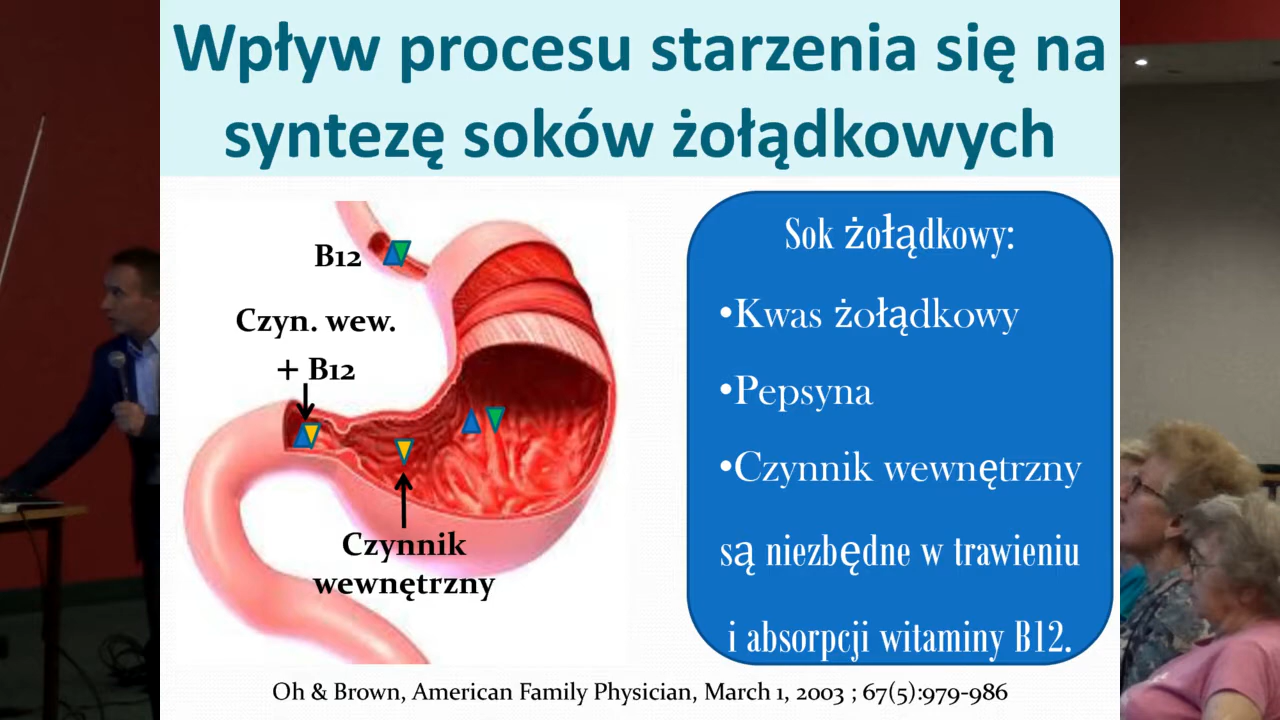 Wpływ procesu starzenia się na
syntezę soków żołądkowych
B12
Czyn. wew.
+ B12
Czynnik
wewnętrzny
Sok żołądkowy:
•Kwas żołądkowy
•Pepsyna
•Czynnik wewnętrzny
są niezbędne w trawieniu
i absorpcji witaminy B12.
Oh & Brown, American Family Physician, March 1, 2003 ; 67(5):979-986